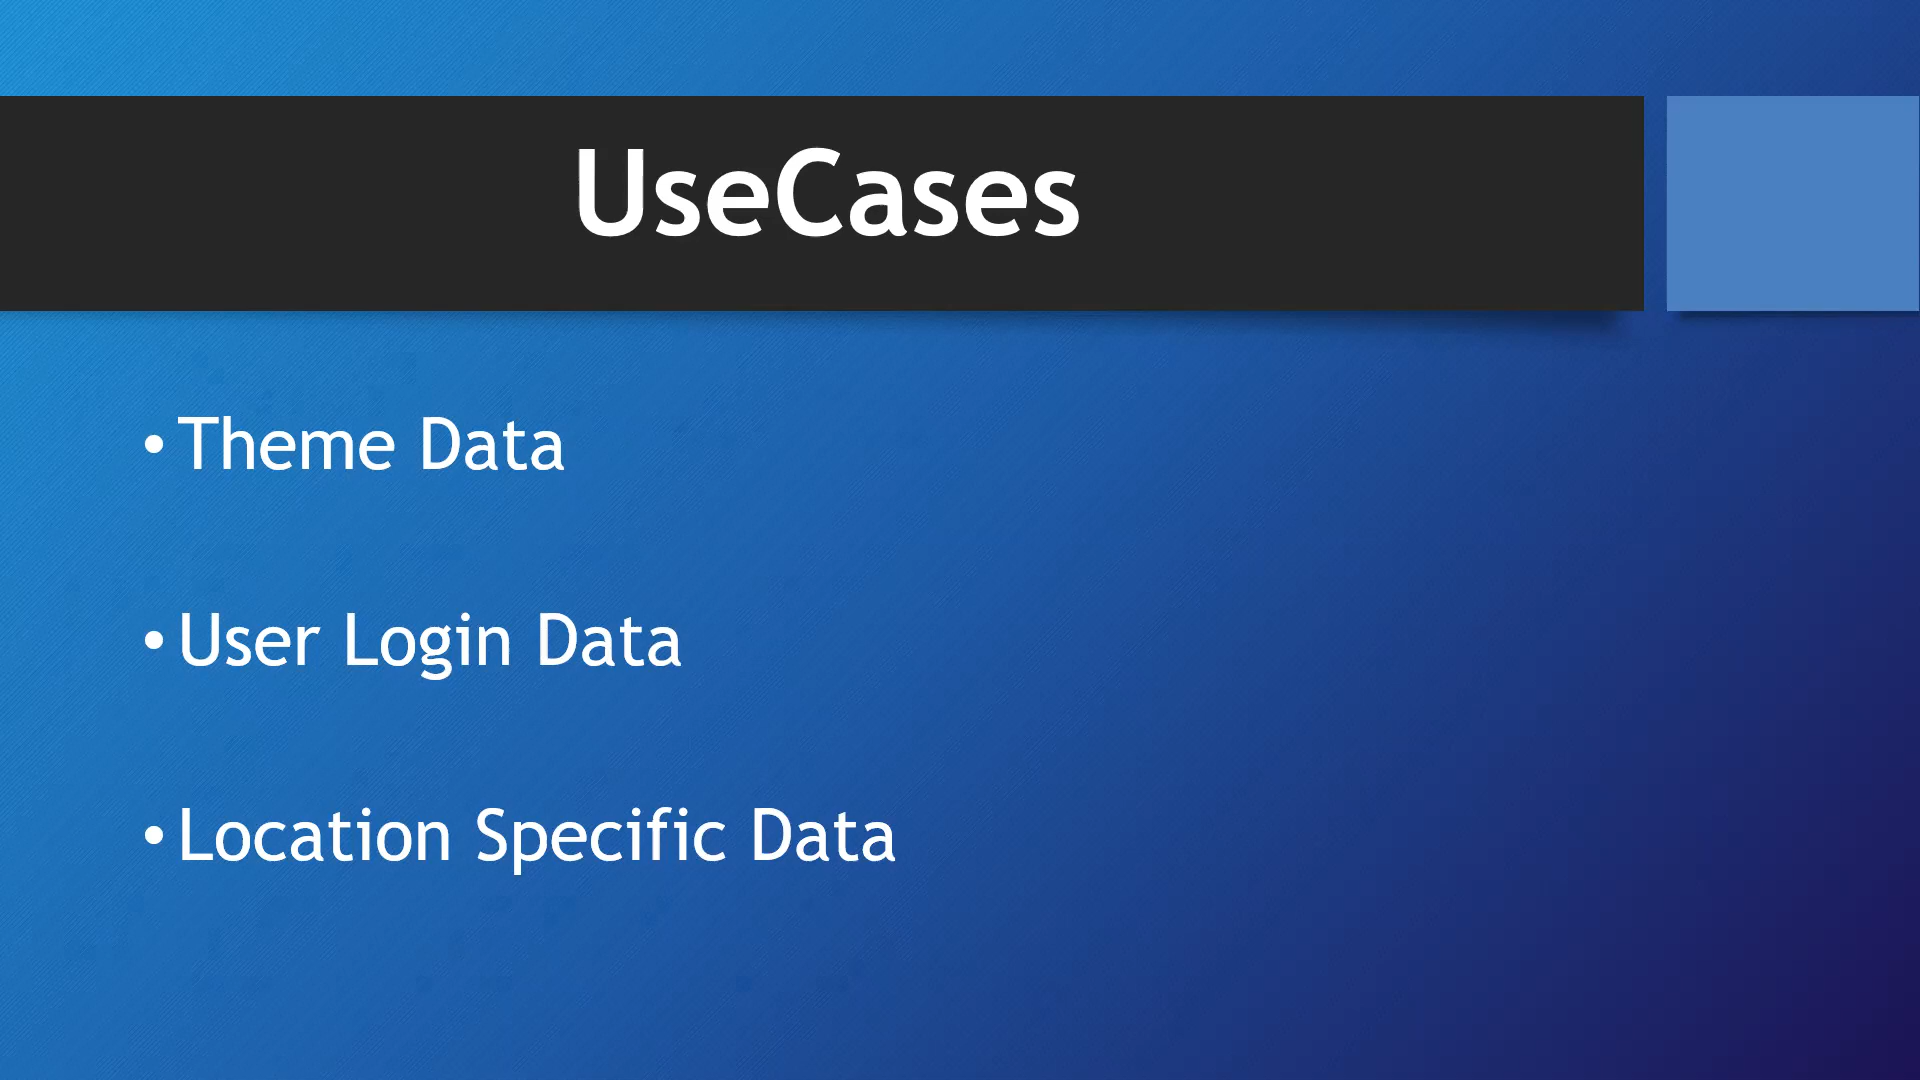 UseCases
• Theme Data
• User Login Data
• Location Specific Data